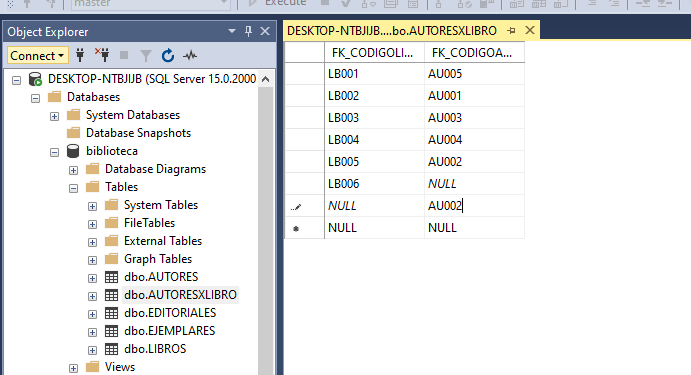 master
Execute
Object Explorer
Connect
DESKTOP-NTBJIJB (SQL Server 15.0.2000
Databases
System Databases
Database Snapshots
biblioteca
Database Diagrams
Tables
System Tables
FileTables
External Tables
Graph Tables
dbo.AUTORES
dbo.AUTORESXLIBRO
dbo.EDITORIALES
dbo.EJEMPLARES
dbo.LIBROS
Views
DESKTOP-NTBJIJB....bo.AUTORESXLIBRO
FK_CODIGOLI... FK_CODIGOA...
LB001 AU005
LB002 AU001
LB003 AU003
LB004 AU004
LB005 AU002
LB006 NULL
NULL AU002
NULL NULL